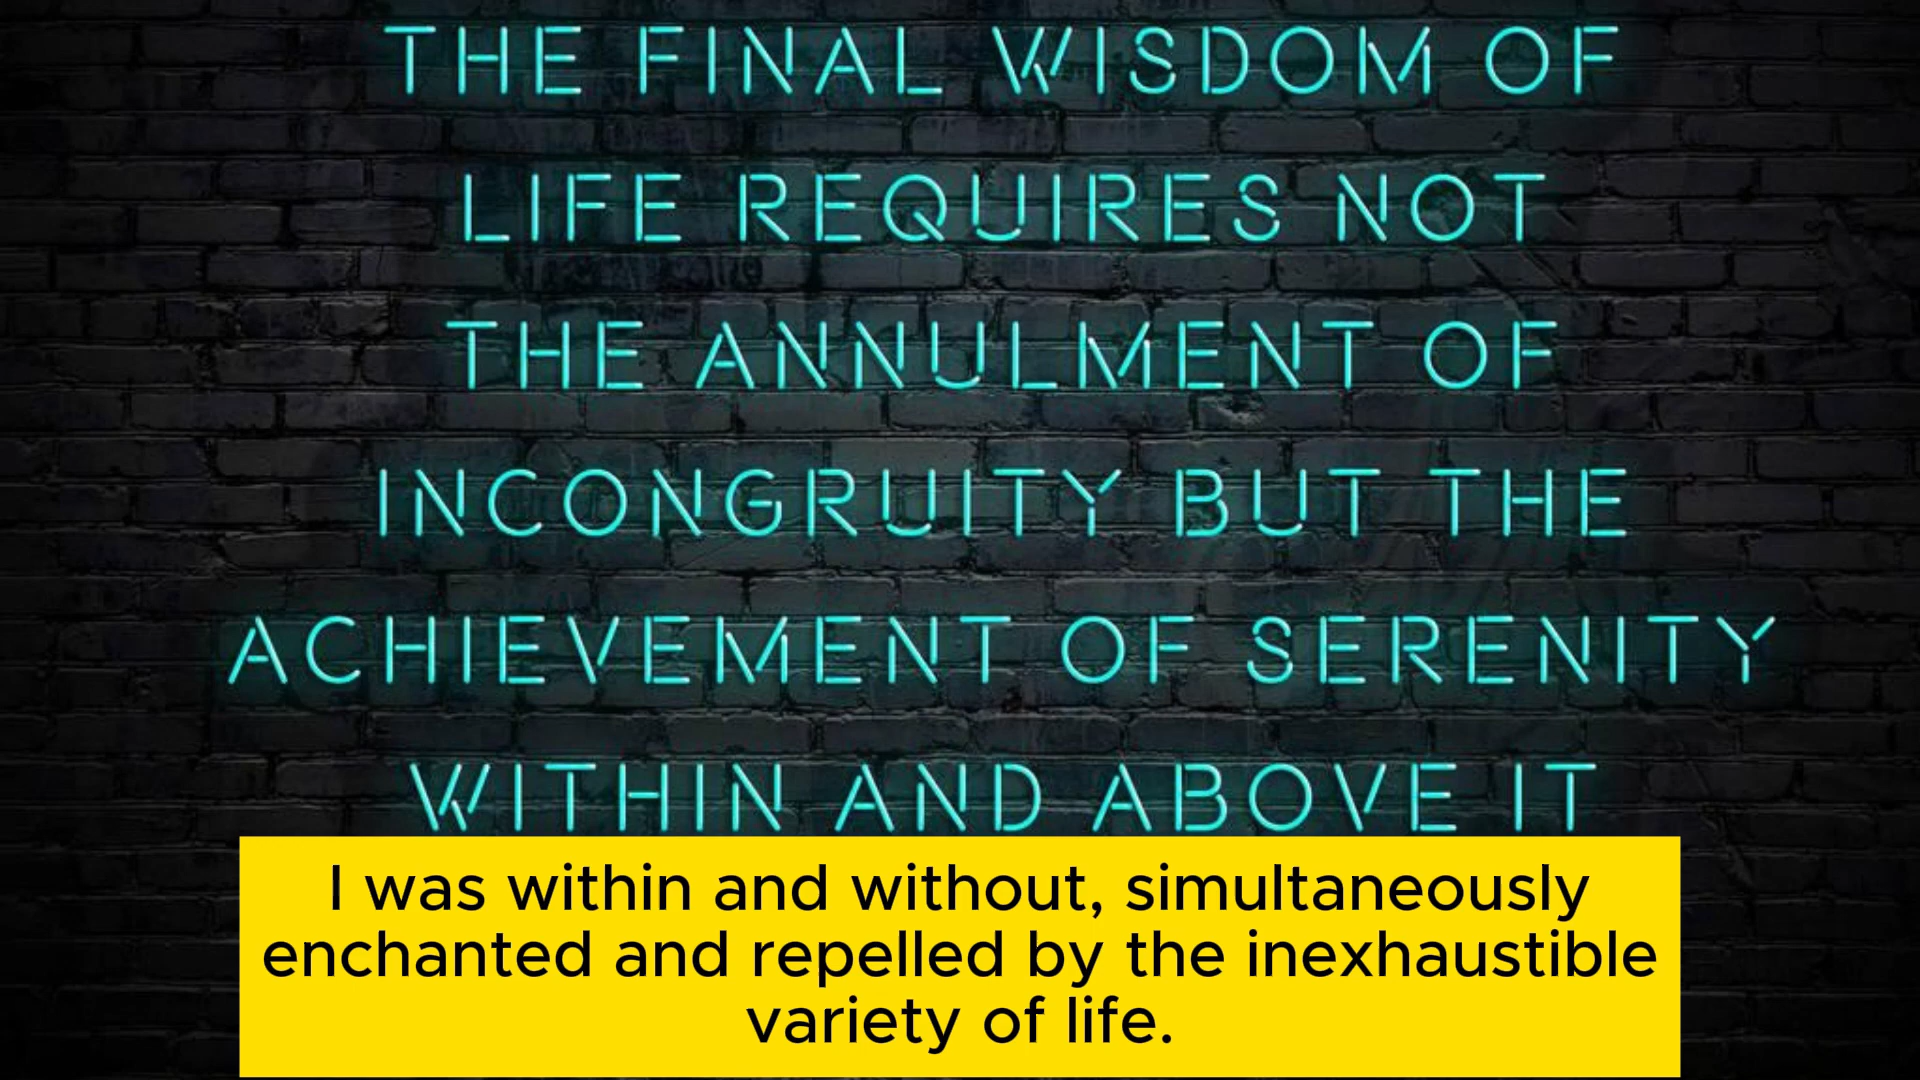 THE FINAL WISDOM OF
LIFE REQUIRES NOT
THE ANNULMENT OF
INCONGRUITY BUT THE
ACHIEVEMENT OF SERENITY
WITHIN AND ABOVE IT
I was within and without, simultaneously
enchanted and repelled by the inexhaustible
variety of life.